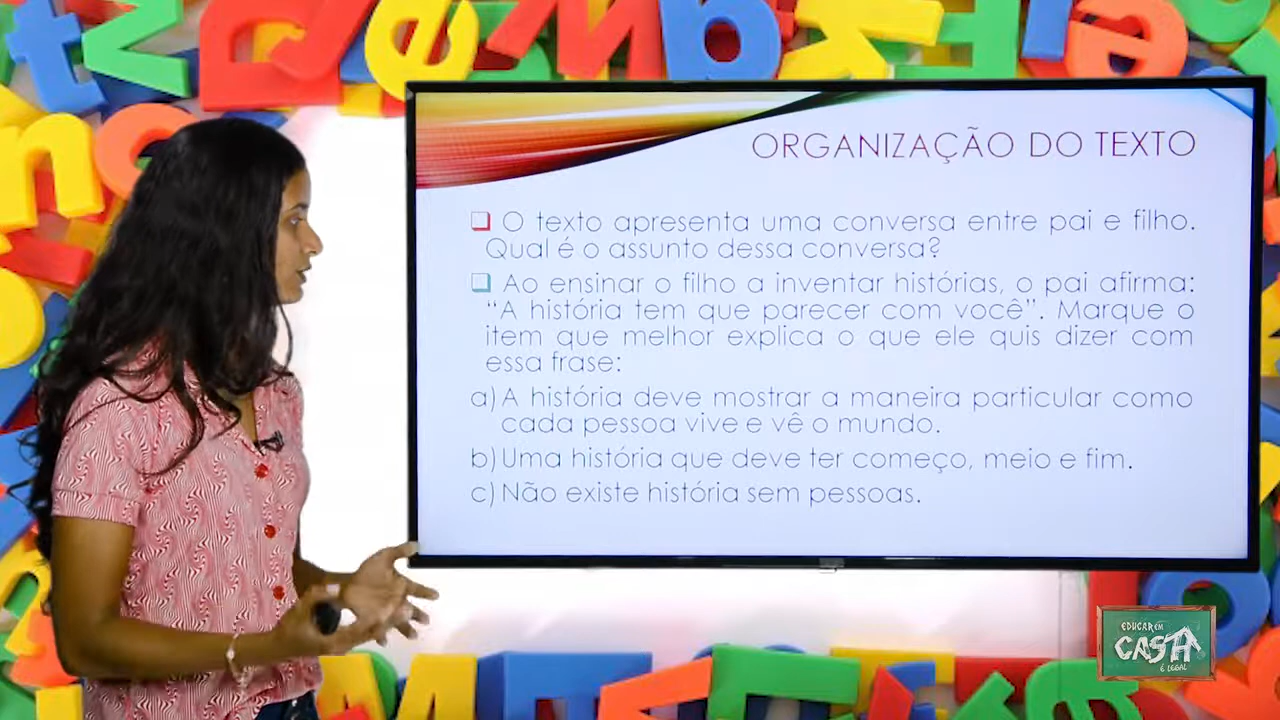 ORGANIZAÇÃO DO TEXTO
O texto apresenta uma conversa entre pai e filho.
Qual é o assunto dessa conversa?
Ao ensinar o filho a inventar histórias, o pai afirma:
“A história tem que parecer com você”. Marque o
item que melhor explica o que ele quis dizer com
essa frase:
a) A história deve mostrar a maneira particular como
cada pessoa vive e vê o mundo.
b) Uma história que deve ter começo, meio e fim.
c) Não existe história sem pessoas.
EDUCAR EM
CASA
É LEGAL